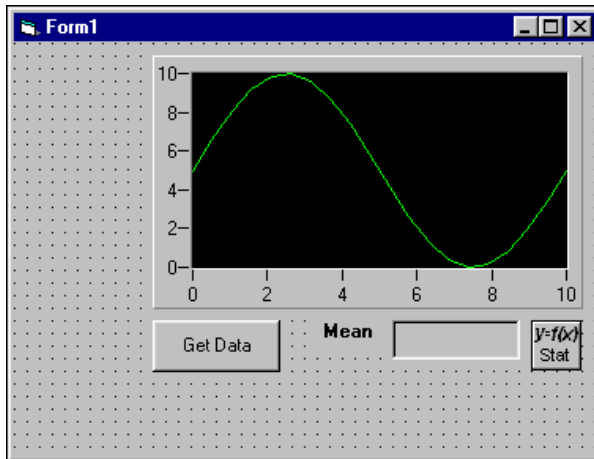 Form1
10
8
6
4
2
0
0 2 4 6 8 10
Get Data
Mean
y=f(x)
Stat